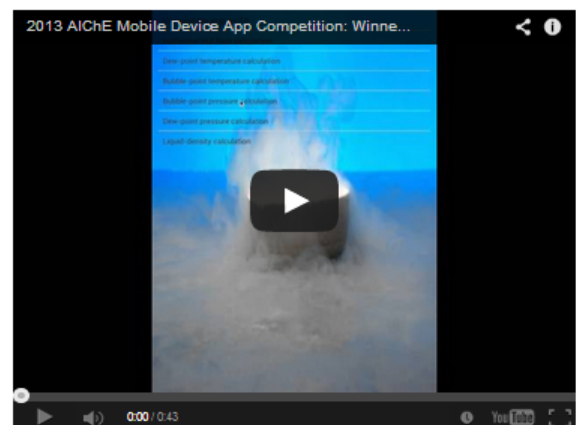 2013 AIChE Mobile Device App Competition: Winne...
Dew-point temperature calculation
Bubble-point temperature calculation
Bubble-point pressure calculation
Dew-point pressure calculation
Liquid-density calculation
0:00 / 0:43
YouTube